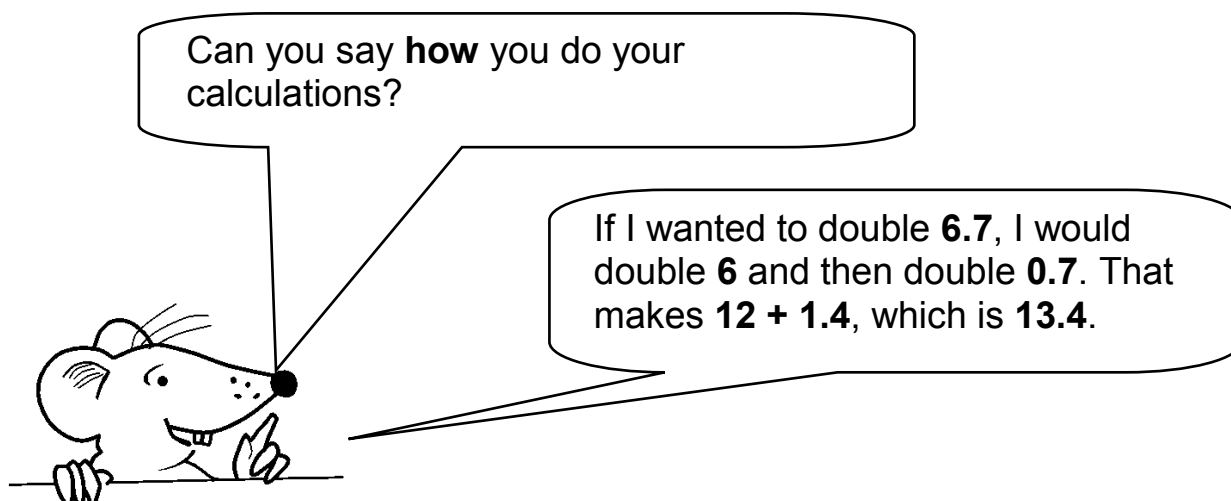 Can you say how you do your
calculations?
If I wanted to double 6.7, I would
double 6 and then double 0.7. That
makes 12 + 1.4, which is 13.4.